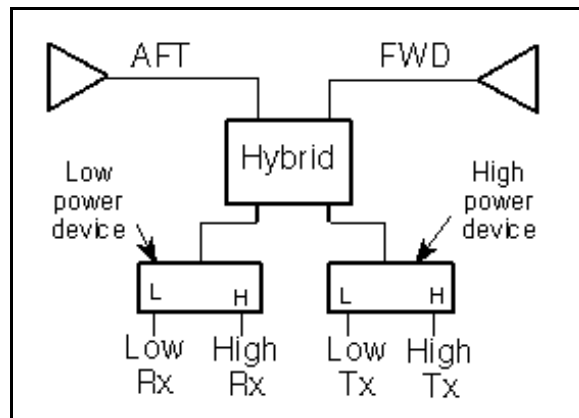 AFT
FWD
Hybrid
Low
power
device
High
power
device
L
H
L
H
Low
Rx
High
Rx
Low
Tx
High
Tx